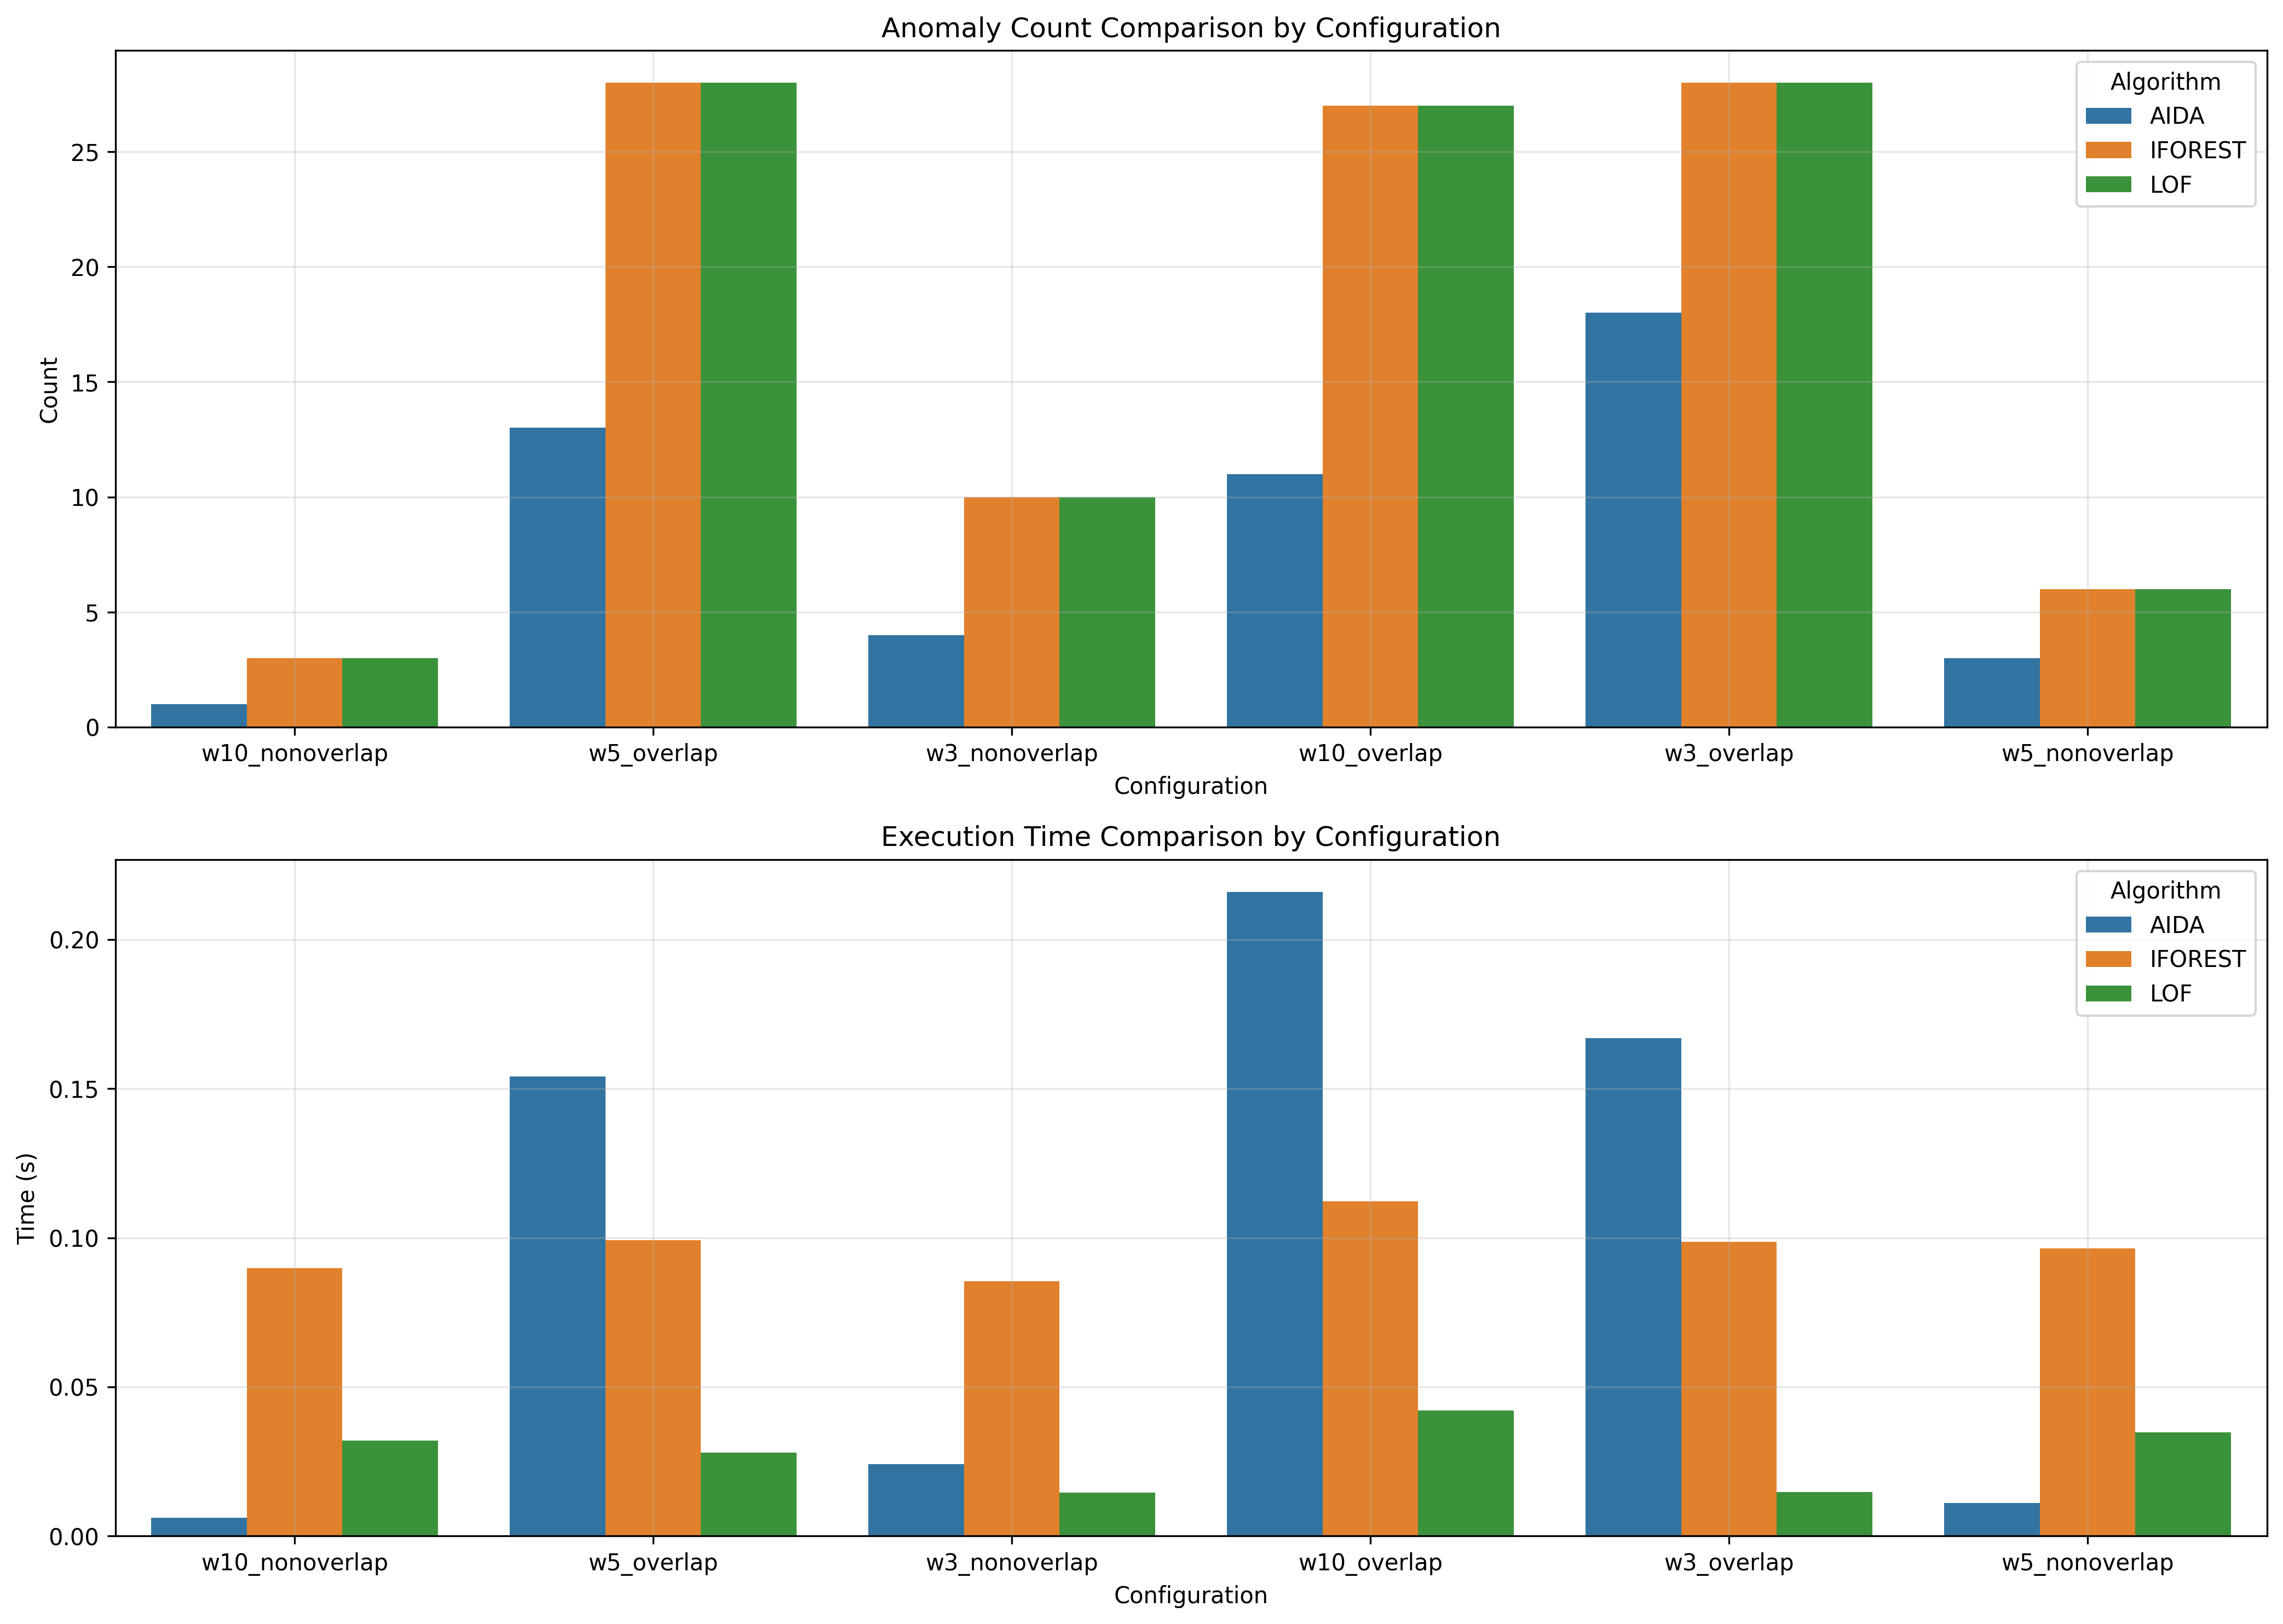 Anomaly Count Comparison by Configuration
Algorithm
AIDA
IFOREST
LOF
Count
25
20
15
10
5
0
w10_nonoverlap w5_overlap w3_nonoverlap w10_overlap w3_overlap w5_nonoverlap
Configuration
Execution Time Comparison by Configuration
Algorithm
AIDA
IFOREST
LOF
Time (s)
0.20
0.15
0.10
0.05
0.00
w10_nonoverlap w5_overlap w3_nonoverlap w10_overlap w3_overlap w5_nonoverlap
Configuration